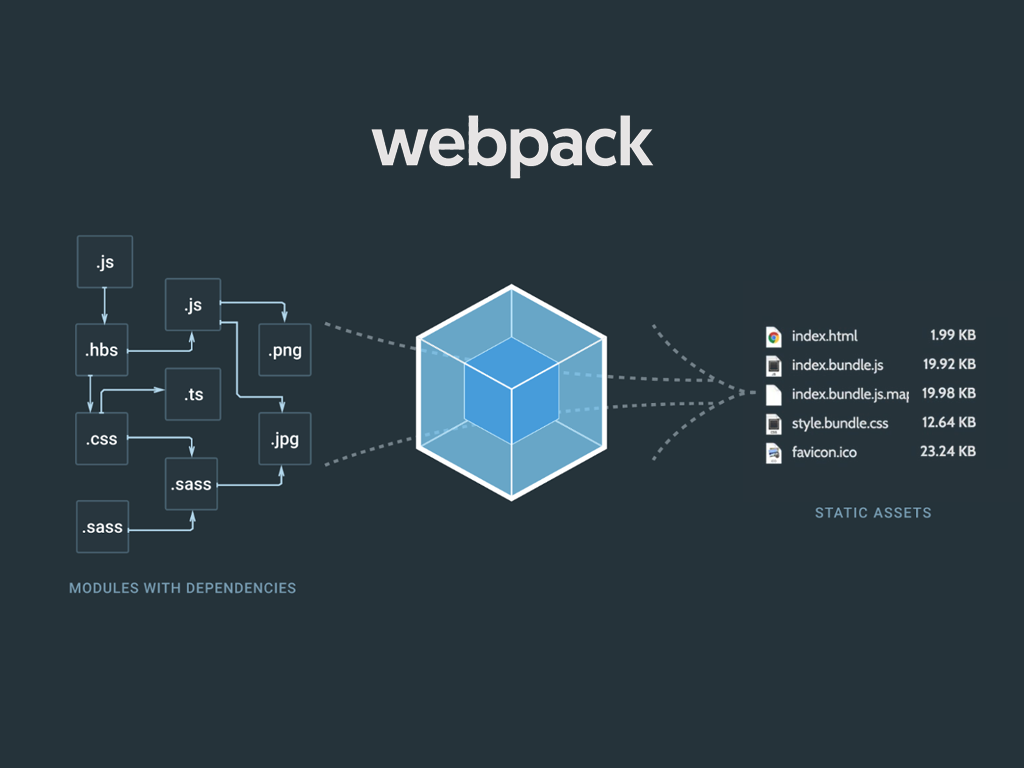 webpack
.js
.js
.hbs
.png
.ts
.css
.jpg
.sass
.sass
MODULES WITH DEPENDENCIES
index.html 1.99 KB
index.bundle.js 19.92 KB
index.bundle.js.map 19.98 KB
style.bundle.css 12.64 KB
favicon.ico 23.24 KB
STATIC ASSETS